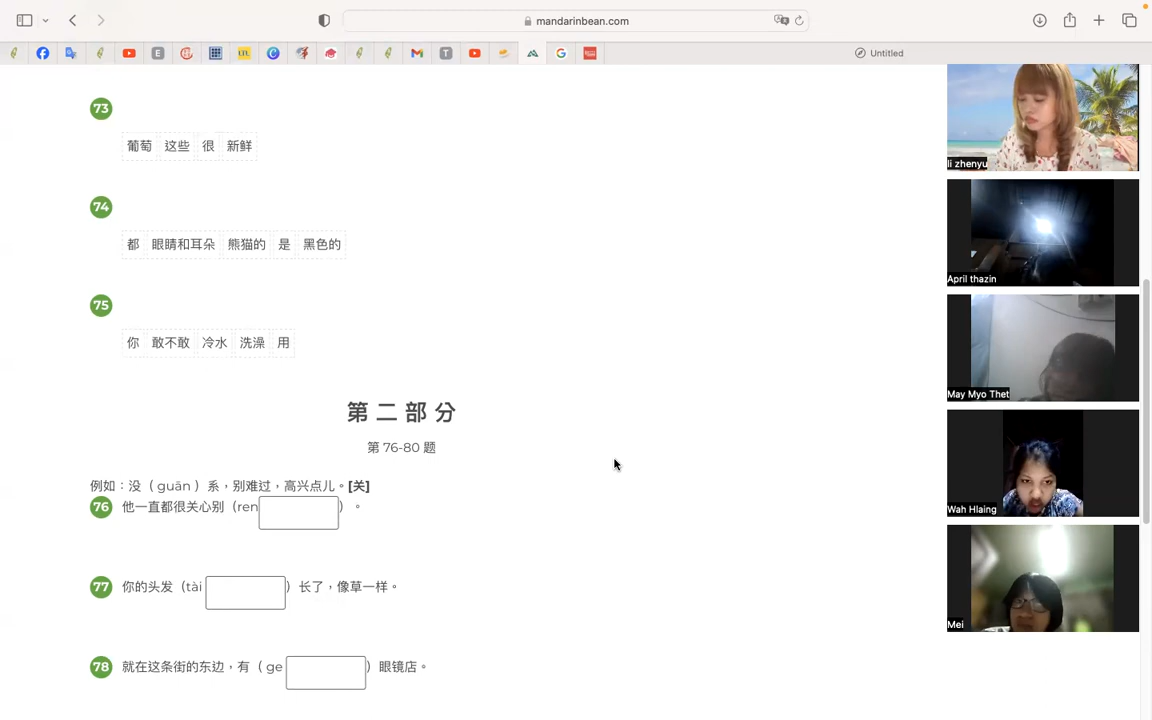 mandarinbean.com
Untitled
73
葡萄 这些 很 新鲜
74
都 眼睛和耳朵 熊猫的 是 黑色的
75
你 敢不敢 冷水 洗澡 用
第 二 部 分
第 76-80 题
例如：没（ guān ）系，别难过，高兴点儿。[关]
76 他一直都很关心别（ren ）。
77 你的头发（tài ）长了，像草一样。
78 就在这条街的东边，有（ ge ）眼镜店。
li zhenyu
April thazin
May Myo Thet
Wah Hlaing
Mei